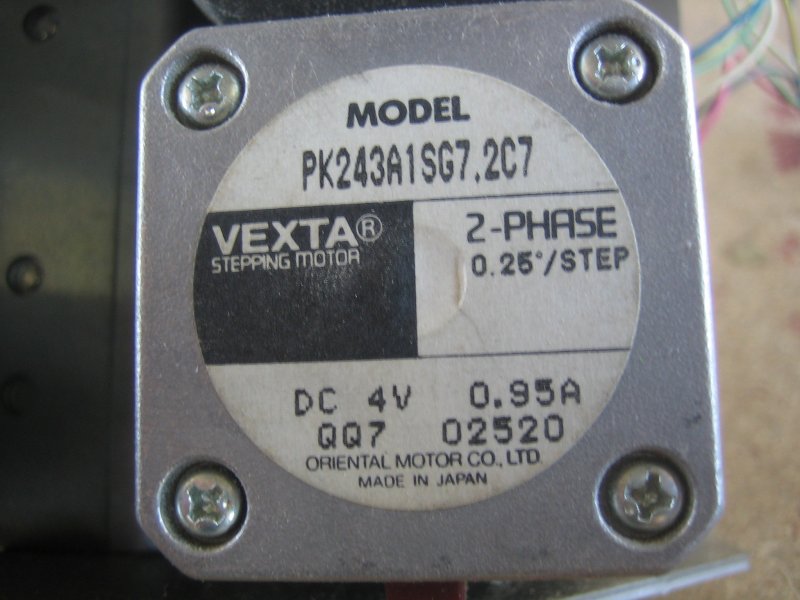 MODEL
PK243A1SG7.2C7
VEXTA®
STEPPING MOTOR
2-PHASE
0.25°/STEP
DC 4V 0.95A
QQ7 02520
ORIENTAL MOTOR CO., LTD.
MADE IN JAPAN